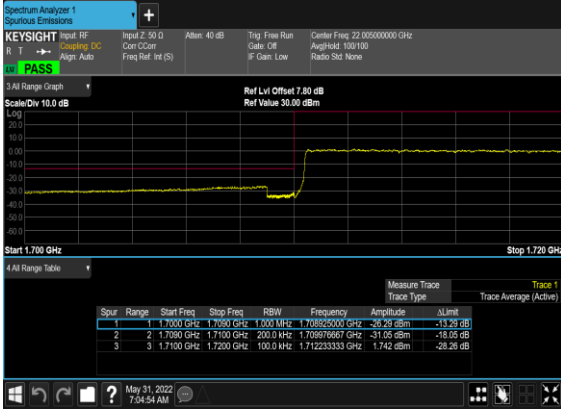 Spectrum Analyzer 1
Spurious Emissions
+
KEYSIGHT Input: RF Input Z: 50 Ω Atten: 40 dB Trig: Free Run Center Freq: 22.005000000 GHz
R T Coupling: DC Corr CCorr Gate: Off Avg|Hold: 100/100
Align: Auto Freq Ref: Int (S) IF Gain: Low Radio Std: None
PASS
3 All Range Graph
Ref Lvl Offset 7.80 dB
Scale/Div 10.0 dB Ref Value 30.00 dBm
Log
20.0
10.0
0.00
-10.0
-20.0
-30.0
-40.0
-50.0
-60.0
Start 1.700 GHz Stop 1.720 GHz
4 All Range Table
Measure Trace Trace 1
Trace Type Trace Average (Active)
Spur Range Start Freq Stop Freq RBW Frequency Amplitude ΔLimit
1 1 1.7000 GHz 1.7090 GHz 1.000 MHz 1.708925000 GHz -26.29 dBm -13.29 dB
2 2 1.7090 GHz 1.7100 GHz 200.0 kHz 1.709976667 GHz -31.05 dBm -18.05 dB
3 3 1.7100 GHz 1.7200 GHz 100.0 kHz 1.712233333 GHz 1.742 dBm -28.26 dB
? May 31, 2022
7:04:54 AM